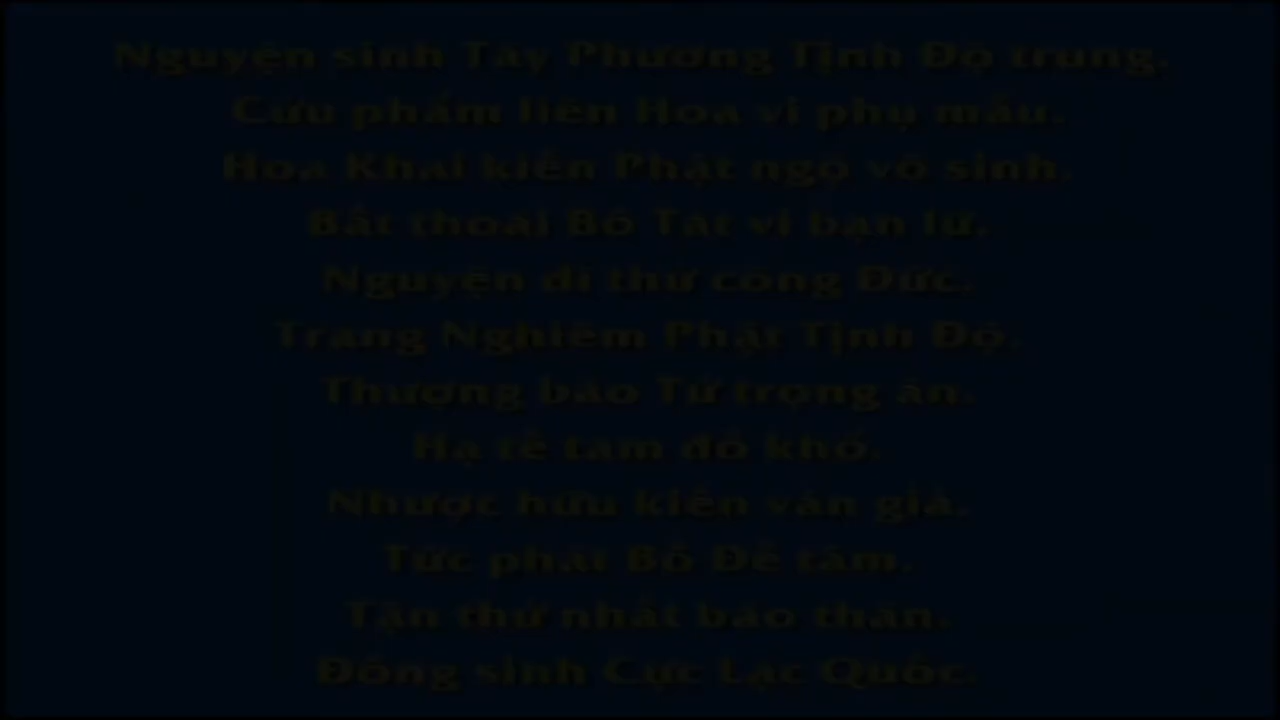 Nguyện sinh Tây Phương Tịnh Độ trung.
Cửu phẩm liên Hoa vi phụ mẫu.
Hoa Khai kiến Phật ngộ vô sinh.
Bất thoái Bồ Tát vi bạn lữ.
Nguyện dĩ thử công Đức.
Trang Nghiêm Phật Tịnh Độ.
Thượng báo Tứ trọng ân.
Hạ tế tam đồ khổ.
Nhược hữu kiến văn giả.
Tức phát Bồ Đề tâm.
Tận thử nhất báo thân.
Đồng sinh Cực Lạc Quốc.